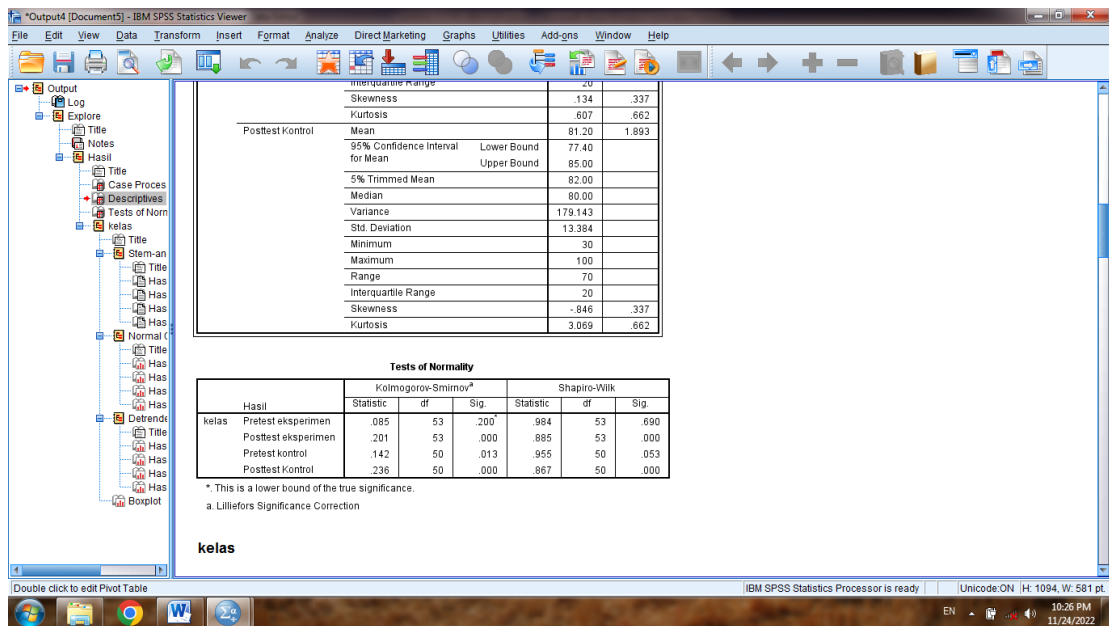 *Output4 [Document5] - IBM SPSS Statistics Viewer
File Edit View Data Transform Insert Format Analyze Direct Marketing Graphs Utilities Add-ons Window Help
Output
Log
Explore
Title
Notes
Hasil
Title
Case Proces
Descriptives
Tests of Norn
kelas
Title
Stem-an
Title
Has
Has
Has
Has
Normal (
Title
Has
Has
Has
Has
Detrende
Title
Has
Has
Has
Has
Boxplot
Interquartile Range 20
Skewness .134 .337
Kurtosis .607 .662
Posttest Kontrol Mean 81.20 1.893
95% Confidence Interval for Mean Lower Bound 77.40
Upper Bound 85.00
5% Trimmed Mean 82.00
Median 80.00
Variance 179.143
Std. Deviation 13.384
Minimum 30
Maximum 100
Range 70
Interquartile Range 20
Skewness -.846 .337
Kurtosis 3.069 .662
Tests of Normality
Kolmogorov-Smirnov^a Shapiro-Wilk
Hasil Statistic df Sig. Statistic df Sig.
kelas Pretest eksperimen .085 53 .200* .984 53 .690
Posttest eksperimen .201 53 .000 .885 53 .000
Pretest kontrol .142 50 .013 .955 50 .053
Posttest Kontrol .236 50 .000 .867 50 .000
*. This is a lower bound of the true significance.
a. Lilliefors Significance Correction
kelas
Double click to edit Pivot Table IBM SPSS Statistics Processor is ready Unicode:ON H: 1094, W: 581 pt.
EN 10:26 PM
11/24/2022